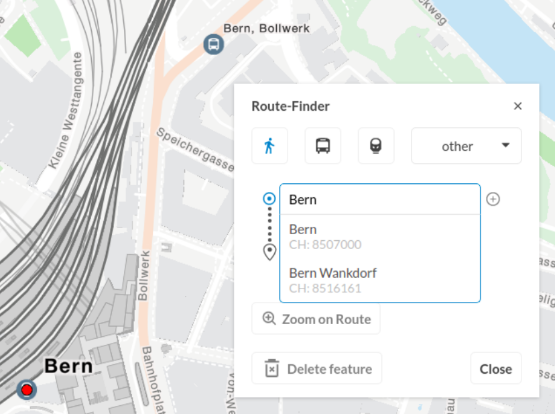 Bern, Bollwerk
Kleine Westtangente
Speichergasse
Bollwerk
Bern
Bahnhofpla
Route-Finder
×
other
Bern
Bern
CH: 8507000
Bern Wankdorf
CH: 8516161
Zoom on Route
Delete feature
Close